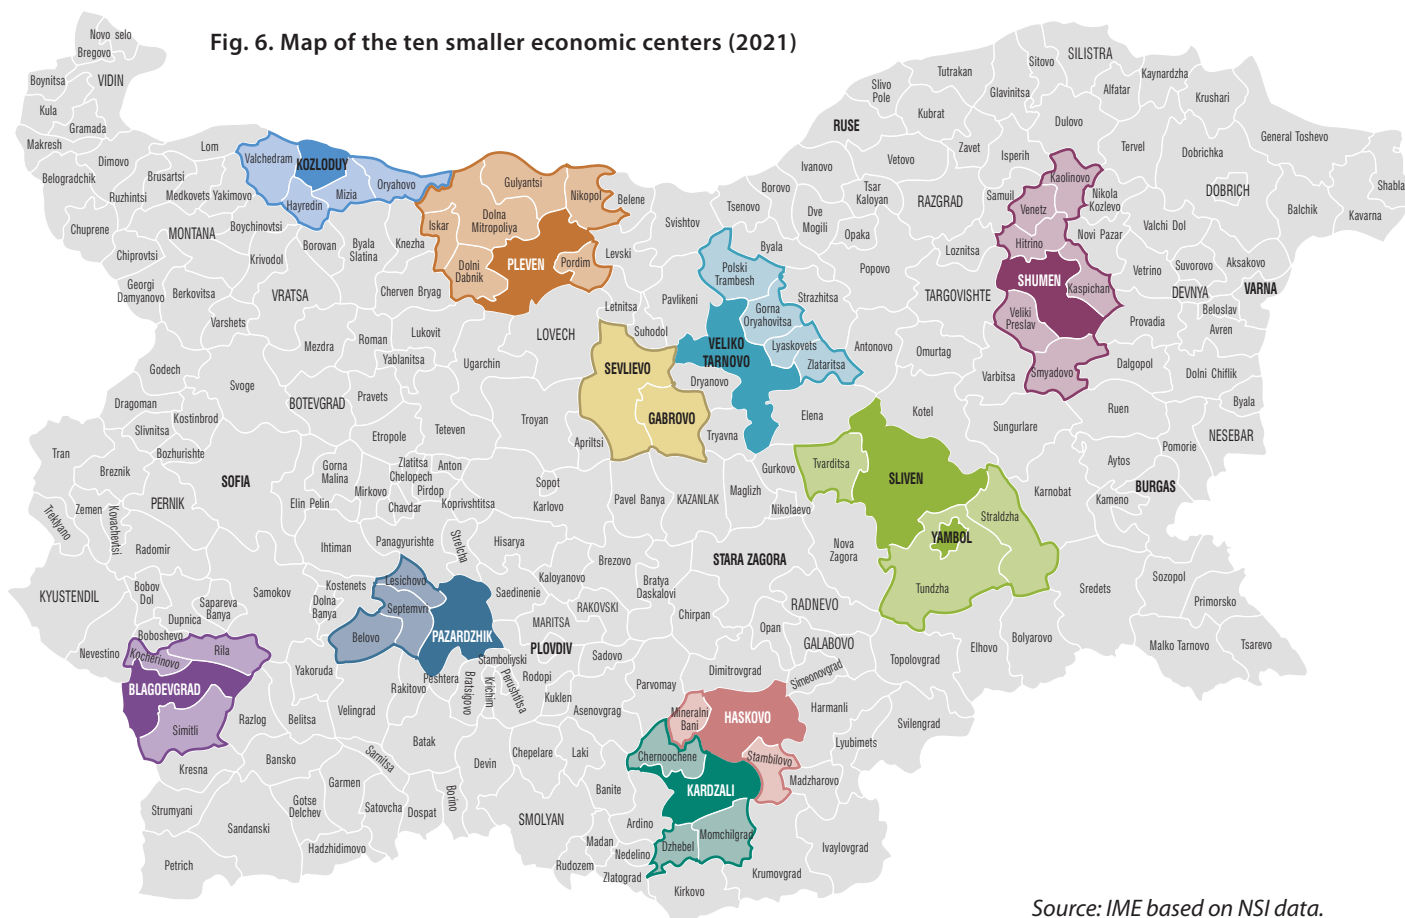 Fig. 6. Map of the ten smaller economic centers (2021)
Novo selo
Bregovo
Boynitsa
VIDIN
Kula
Gramada
Makresh
Dimovo
Belogradchik
Ruzhintsi
Chuprene
Lom
Brusartsi
Medkovets
Yakimovo
MONTANA
Chiprovtsi
Georgi
Damyanovo
Berkovitsa
Varshets
Boychinovtsi
Valchedram
KOZLODUY
Hayredin
Mizia
Oryahovo
Borovan
Krivodol
VRATSA
Byala
Slatina
Knezha
Iskar
Gulyantsi
Dolna
Mitropoliya
Nikopol
Belene
Dolni
Dabnik
PLEVEN
Pordim
Levski
Cherven Bryag
Letnitsa
Suhodol
LOVECH
Lukovit
Roman
Mezdra
Yablanitsa
Ugarchin
Svishtov
Tsenovo
Borovo
Byala
Polski
Trambesh
Pavlikeni
Gorna
Oryahovitsa
Strazhitsa
Lyaskovets
Zlataritsa
VELIKO
TARNOVO
Antonovo
Elena
SEVLIEVO
GABROVO
Dryanovo
Tryavna
Troyan
Apriltsi
RUSE
Slivo
Pole
Tutrakan
Kubrat
Glavinitsa
Sitovo
SILISTRA
Alfatar
Kaynardzha
Krushari
Dulovo
Zavet
Vetovo
Ivanovo
Isperih
Tervel
General Toshevo
Dobrichka
DOBRICH
Shabla
Balchik
Kavarna
Tsar
Kaloyan
RAZGRAD
Samuil
Dve
Mogili
Opaka
Popovo
Loznitsa
TARGOVISHTE
Omurtag
Kaolinovo
Venetz
Nikola
Kozlevo
Hitrino
Novi Pazar
SHUMEN
Kaspichan
Veliki
Preslav
Smyadovo
Varbitsa
Valchi Dol
Vetrino
Suvorovo
Aksakovo
DEVNYA
VARNA
Beloslav
Avren
Provadia
Dalgopol
Dolni Chiflik
Byala
Ruen
NESEBAR
Pomorie
Aytos
BURGAS
Kameno
Sungurlare
Karnobat
Kotel
Tvarditsa
SLIVEN
Straldzha
YAMBOL
Tundzha
Nova
Zagora
Gurkovo
Nikolaevo
Maglizh
KAZANLAK
Pavel Banya
Godech
Svoge
Dragoman
Kostinbrod
Slivnitsa
Bozhurishte
Tran
Breznik
PERNIK
Zemen
Treklyano
Kovachevtsi
Radomir
SOFIA
BOTEVGRAD
Pravets
Etropole
Teteven
Gorna
Malina
Elin Pelin
Mirkovo
Zlatitsa
Chelopech
Anton
Pirdop
Chavdar
Koprivshtitsa
Sopot
Karlovo
Ihtiman
Panagyurishte
Strelcha
Hisarya
Brezovo
Kaloyanovo
Saedinenie
RAKOVSKI
MARITSA
PLOVDIV
Bratya
Daskalovi
Chirpan
STARA ZAGORA
RADNEVO
Opan
GALABOVO
Topolovgrad
Elhovo
Bolyarovo
Sredets
Sozopol
Primorsko
Malko Tarnovo
Tsarevo
KYUSTENDIL
Bobov
Dol
Dupnica
Sapareva
Banya
Samokov
Boboshevo
Nevestino
Kocherinovo
Rila
BLAGOEVGRAD
Simitli
Kostenets
Dolna
Banya
Lesichovo
Septemvri
Belovo
PAZARDZHIK
Yakoruda
Razlog
Belitsa
Velingrad
Rakitovo
Peshtera
Bratsigovo
Krichim
Perushtitsa
Stamboliyski
Rodopi
Kuklen
Sadovo
Asenovgrag
Parvomay
Dimitrovgrad
Simeonovgrad
Harmanli
Svilengrad
Lyubimets
Mineralni
Bani
HASKOVO
Stambilovo
Madzharovo
Chernoochene
KARDZALI
Momchilgrad
Dzhebel
Ivaylovgrad
Krumovgrad
Kirkovo
Kresna
Bansko
Strumyani
Sandanski
Petrich
Gotse
Delchev
Garmen
Hadzhidimovo
Sarnitsa
Satovcha
Dospat
Borino
Batak
Devin
Chepelare
Laki
Banite
SMOLYAN
Ardino
Madan
Nedelino
Rudozem
Zlatograd
Source: IME based on NSI data.